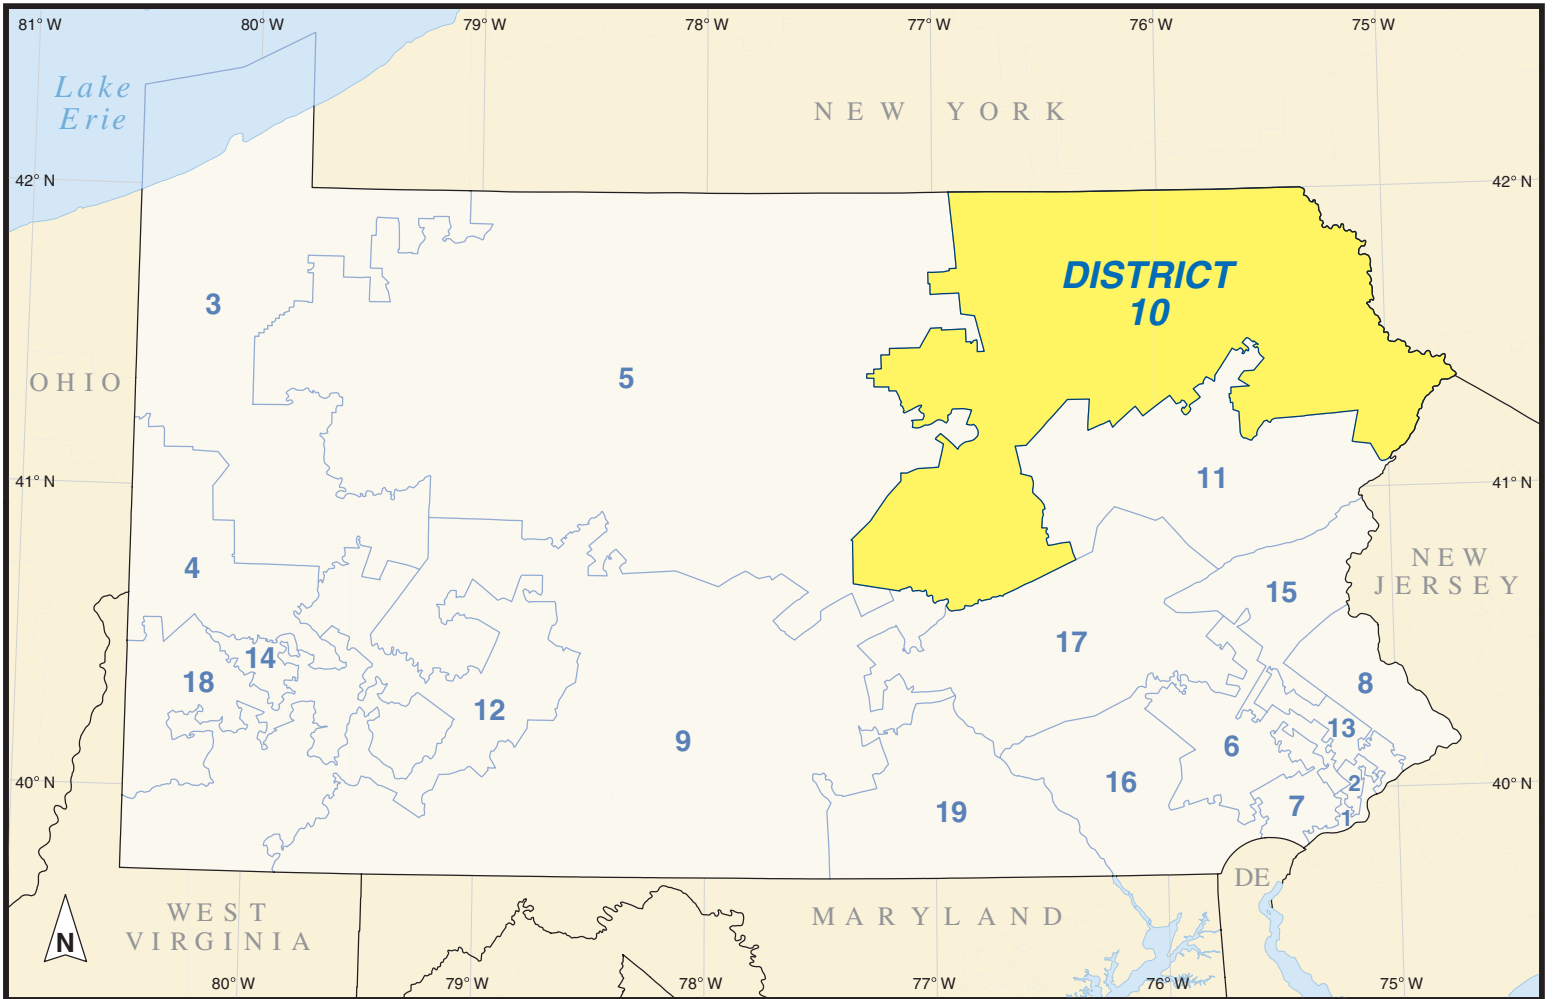 81° W 80° W 79° W 78° W 77° W 76° W 75° W
Lake
Erie
NEW YORK
42° N 42° N
DISTRICT
10
3
5
OHIO
11
41° N 41° N
4
NEW
JERSEY
15
17
14
18
8
12
13
9
6
40° N 40° N
16
2
7
19
1
DE
WEST
VIRGINIA
MARYLAND
N
80° W 79° W 78° W 77° W 76° W 75° W